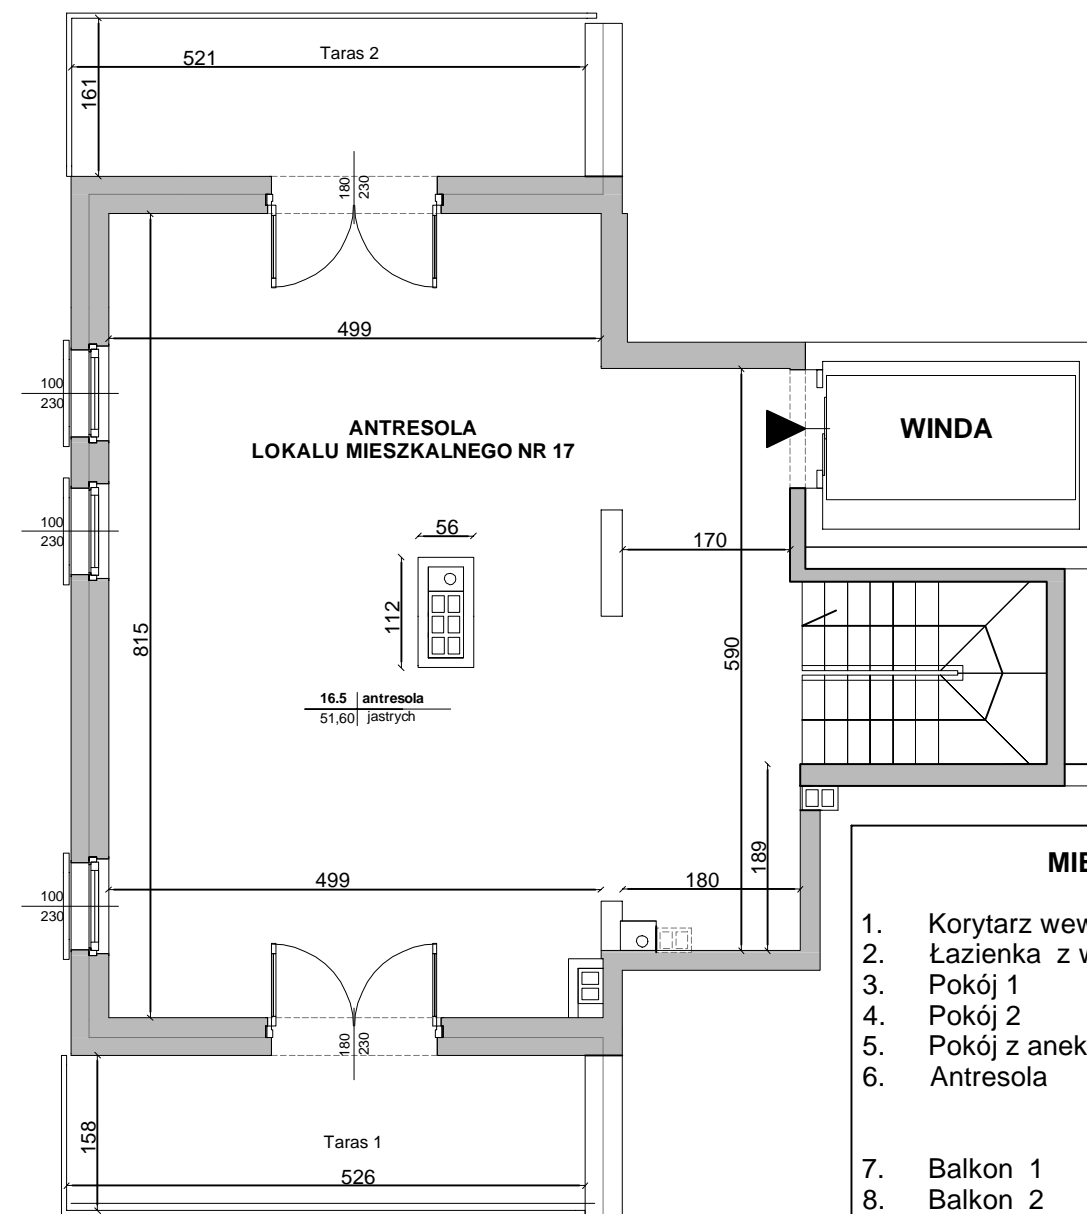 521
Taras 2
161
180
230
499
100
230
ANTRESOLA
LOKALU MIESZKALNEGO NR 17
WINDA
100
230
56
170
112
815
590
16.5 antresola
51,60 jastrych
189
499
180
100
230
180
230
158
Taras 1
526
MIE
1. Korytarz wew
2. Łazienka z w
3. Pokój 1
4. Pokój 2
5. Pokój z anek
6. Antresola
7. Balkon 1
8. Balkon 2